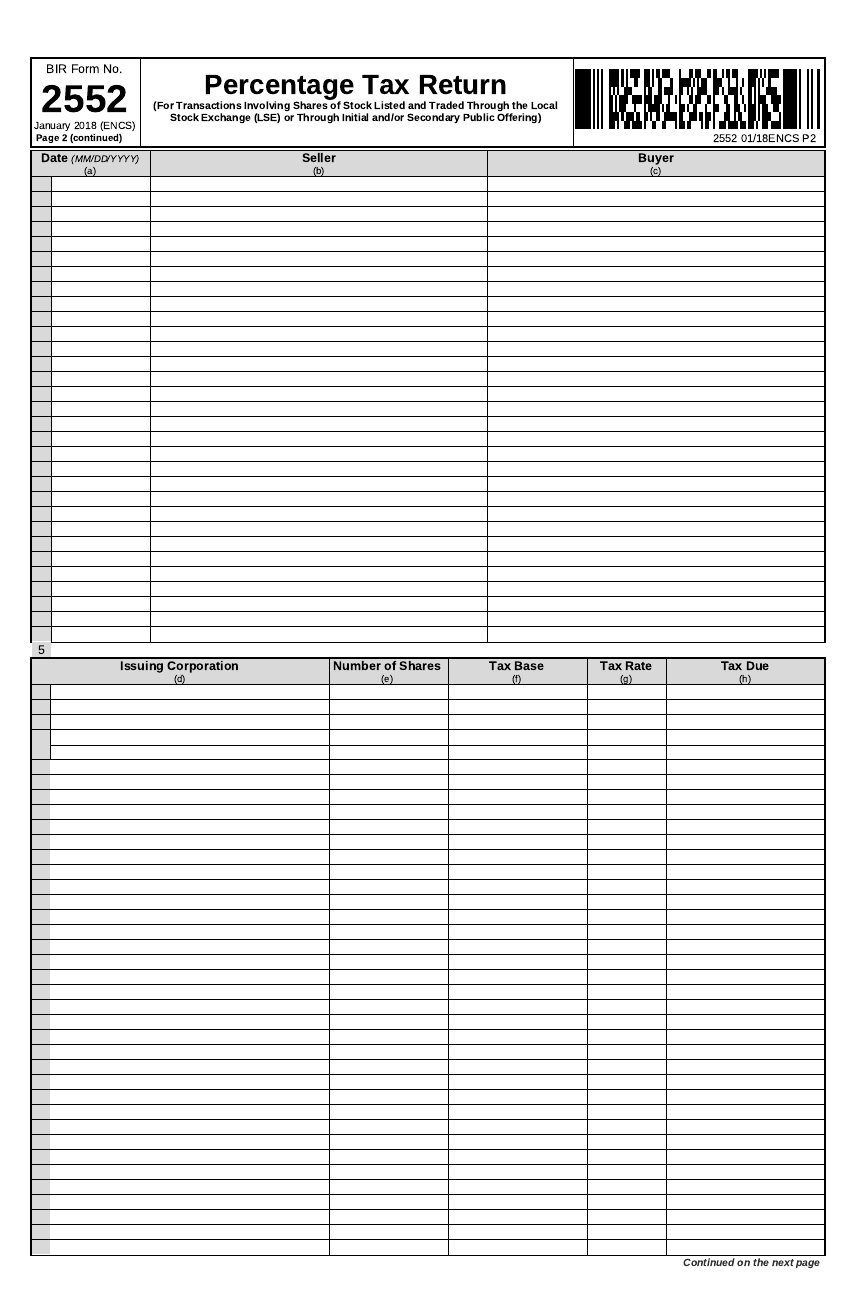 BIR Form No.
2552
January 2018 (ENCS)
Page 2 (continued)
Percentage Tax Return
(For Transactions Involving Shares of Stock Listed and Traded Through the Local
Stock Exchange (LSE) or Through Initial and/or Secondary Public Offering)
2552 01/18ENCS P2
Date (MM/DD/YYYY) Seller Buyer
(a) (b) (c)
5
Issuing Corporation Number of Shares Tax Base Tax Rate Tax Due
(d) (e) (f) (g) (h)
Continued on the next page